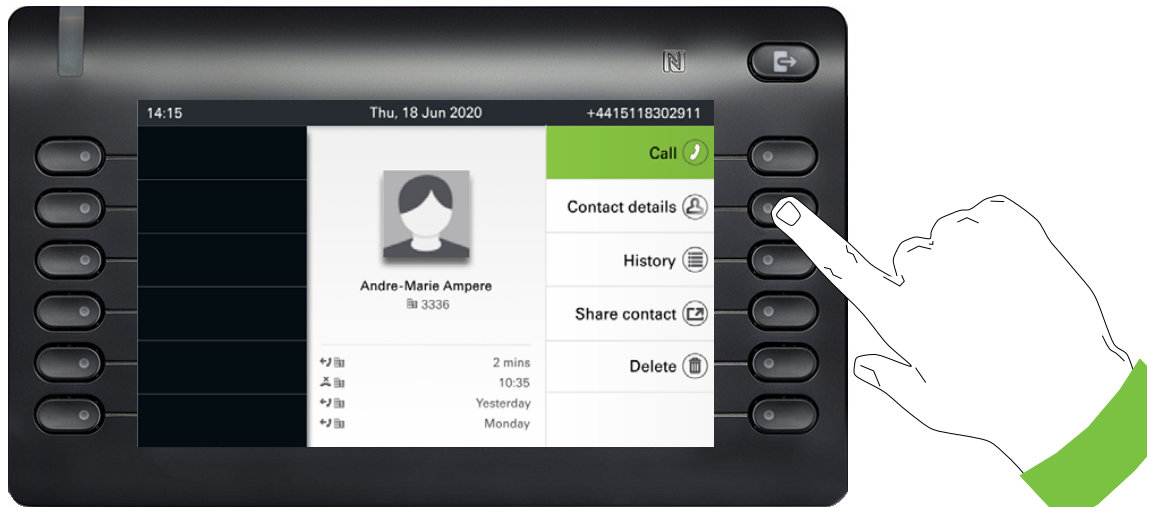 14:15 Thu, 18 Jun 2020 +4415118302911
Call
Contact details
History
Share contact
Delete
Andre-Marie Ampere
3336
2 mins
10:35
Yesterday
Monday